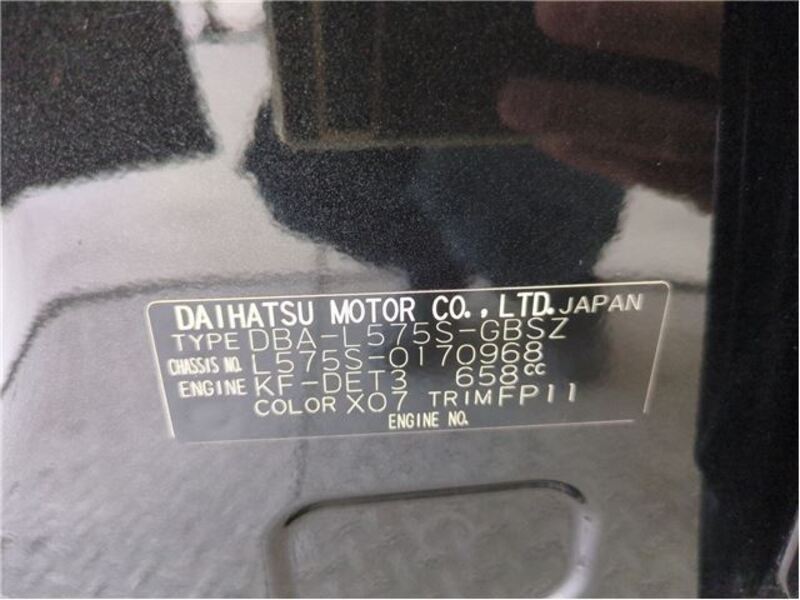 DAIHATSU MOTOR CO., LTD. JAPAN
TYPE DBA-L575S-GBSZ
CHASSIS NO. L575S-0170968
ENGINE KF-DET3 658cc
COLOR X07 TRIM FP11
ENGINE NO.